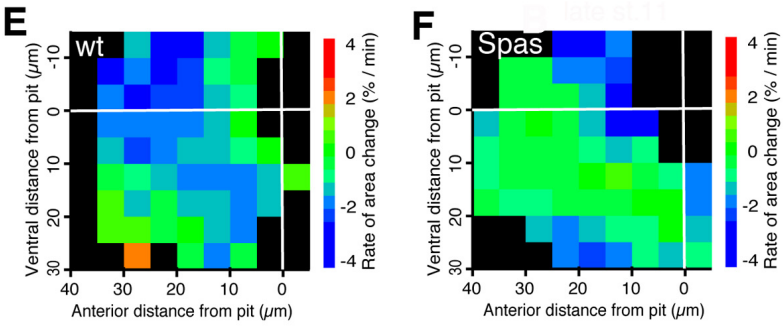 E
wt
Ventral distance from pit (µm)
-10
0
10
20
30
40
30
20
10
0
Anterior distance from pit (µm)
4
2
0
-2
-4
Rate of area change (% / min)
F
late st.11
Spas
Ventral distance from pit (µm)
-10
0
10
20
30
40
30
20
10
0
Anterior distance from pit (µm)
4
2
0
-2
-4
Rate of area change (% / min)